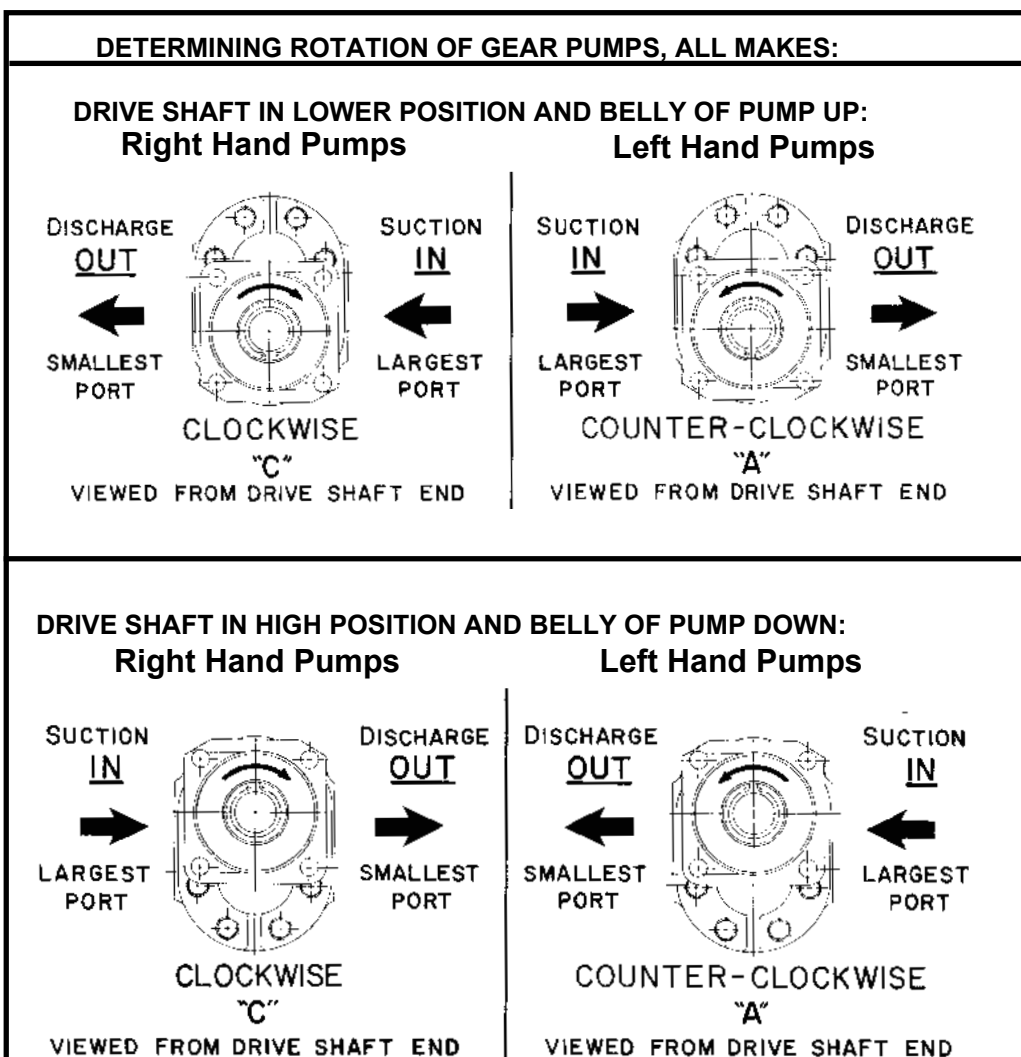 DETERMINING ROTATION OF GEAR PUMPS, ALL MAKES:
DRIVE SHAFT IN LOWER POSITION AND BELLY OF PUMP UP:
Right Hand Pumps
DISCHARGE
OUT
SMALLEST
PORT
SUCTION
IN
LARGEST
PORT
CLOCKWISE
"C"
VIEWED FROM DRIVE SHAFT END
Left Hand Pumps
SUCTION
IN
LARGEST
PORT
DISCHARGE
OUT
SMALLEST
PORT
COUNTER-CLOCKWISE
"A"
VIEWED FROM DRIVE SHAFT END
DRIVE SHAFT IN HIGH POSITION AND BELLY OF PUMP DOWN:
Right Hand Pumps
SUCTION
IN
LARGEST
PORT
DISCHARGE
OUT
SMALLEST
PORT
CLOCKWISE
"C"
VIEWED FROM DRIVE SHAFT END
Left Hand Pumps
DISCHARGE
OUT
SMALLEST
PORT
SUCTION
IN
LARGEST
PORT
COUNTER-CLOCKWISE
"A"
VIEWED FROM DRIVE SHAFT END